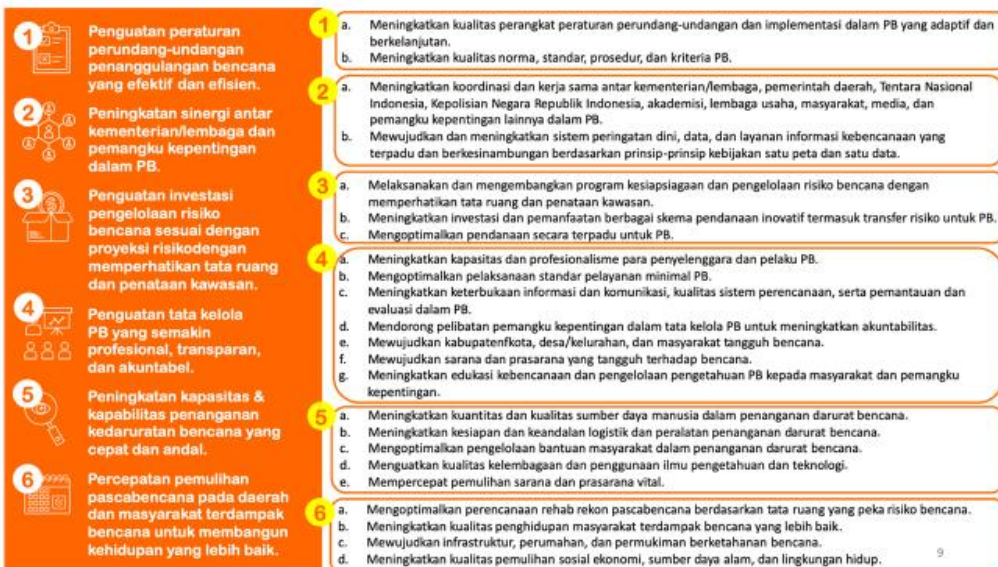 1
Penguatan peraturan
perundang-undangan
penanggulangan bencana
yang efektif dan efisien.
2
Peningkatan sinergi antar
kementerian/lembaga dan
pemangku kepentingan
dalam PB.
3
Penguatan investasi
pengelolaan risiko
bencana sesuai dengan
proyeksi risikodengan
memperhatikan tata ruang
dan penataan kawasan.
4
Penguatan tata kelola
PB yang semakin
profesional, transparan,
dan akuntabel.
5
Peningkatan kapasitas &
kapabilitas penanganan
kedaruratan bencana yang
cepat dan andal.
6
Percepatan pemulihan
pascabencana pada daerah
dan masyarakat terdampak
bencana untuk membangun
kehidupan yang lebih baik.
1
a. Meningkatkan kualitas perangkat peraturan perundang-undangan dan implementasi dalam PB yang adaptif dan
berkelanjutan.
b. Meningkatkan kualitas norma, standar, prosedur, dan kriteria PB.
2
a. Meningkatkan koordinasi dan kerja sama antar kementerian/lembaga, pemerintah daerah, Tentara Nasional
Indonesia, Kepolisian Negara Republik Indonesia, akademisi, lembaga usaha, masyarakat, media, dan
pemangku kepentingan lainnya dalam PB.
b. Mewujudkan dan meningkatkan sistem peringatan dini, data, dan layanan informasi kebencanaan yang
terpadu dan berkesinambungan berdasarkan prinsip-prinsip kebijakan satu peta dan satu data.
3
a. Melaksanakan dan mengembangkan program kesiapsiagaan dan pengelolaan risiko bencana dengan
memperhatikan tata ruang dan penataan kawasan.
b. Meningkatkan investasi dan pemanfaatan berbagai skema pendanaan inovatif termasuk transfer risiko untuk PB.
c. Mengoptimalkan pendanaan secara terpadu untuk PB.
4
a. Meningkatkan kapasitas dan profesionalisme para penyelenggara dan pelaku PB.
b. Mengoptimalkan pelaksanaan standar pelayanan minimal PB.
c. Meningkatkan keterbukaan informasi dan komunikasi, kualitas sistem perencanaan, serta pemantauan dan
evaluasi dalam PB.
d. Mendorong pelibatan pemangku kepentingan dalam tata kelola PB untuk meningkatkan akuntabilitas.
e. Mewujudkan kabupatenfkota, desa/kelurahan, dan masyarakat tangguh bencana.
f. Mewujudkan sarana dan prasarana yang tangguh terhadap bencana.
g. Meningkatkan edukasi kebencanaan dan pengelolaan pengetahuan PB kepada masyarakat dan pemangku
kepentingan.
5
a. Meningkatkan kuantitas dan kualitas sumber daya manusia dalam penanganan darurat bencana.
b. Meningkatkan kesiapan dan keandalan logistik dan peralatan penanganan darurat bencana.
c. Mengoptimalkan pengelolaan bantuan masyarakat dalam penanganan darurat bencana.
d. Menguatkan kualitas kelembagaan dan penggunaan ilmu pengetahuan dan teknologi.
e. Mempercepat pemulihan sarana dan prasarana vital.
6
a. Mengoptimalkan perencanaan rehab rekon pascabencana berdasarkan tata ruang yang peka risiko bencana.
b. Meningkatkan kualitas penghidupan masyarakat terdampak bencana yang lebih baik.
c. Mewujudkan infrastruktur, perumahan, dan permukiman berketahanan bencana.
d. Meningkatkan kualitas pemulihan sosial ekonomi, sumber daya alam, dan lingkungan hidup.
9